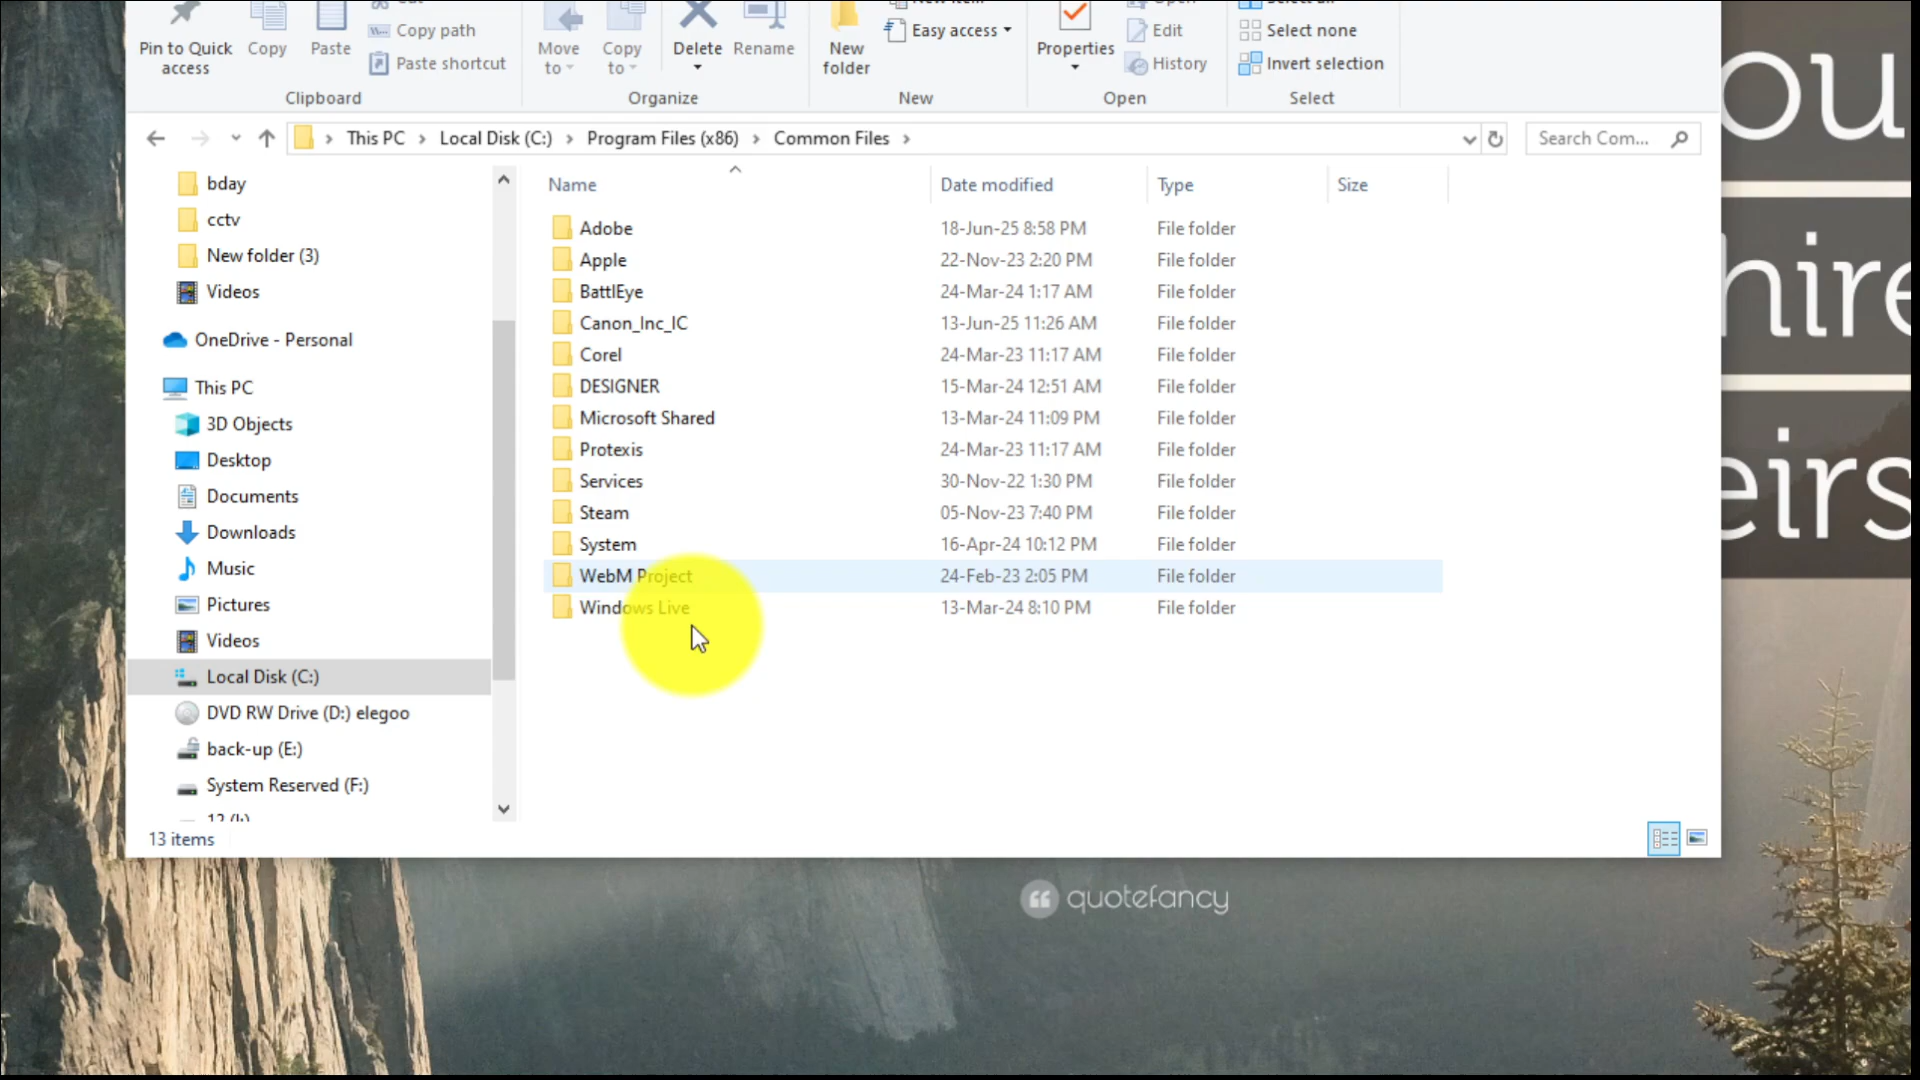 Pin to Quick access
Copy
Paste
Copy path
Paste shortcut
Clipboard
Move to
Copy to
Delete
Rename
Organize
New folder
Easy access
New
Properties
Edit
History
Open
Select none
Invert selection
Select
This PC > Local Disk (C:) > Program Files (x86) > Common Files >
Search Com...
bday
cctv
New folder (3)
Videos
OneDrive - Personal
This PC
3D Objects
Desktop
Documents
Downloads
Music
Pictures
Videos
Local Disk (C:)
DVD RW Drive (D:) elegoo
back-up (E:)
System Reserved (F:)
Name Date modified Type Size
Adobe 18-Jun-25 8:58 PM File folder
Apple 22-Nov-23 2:20 PM File folder
BattlEye 24-Mar-24 1:17 AM File folder
Canon_Inc_IC 13-Jun-25 11:26 AM File folder
Corel 24-Mar-23 11:17 AM File folder
DESIGNER 15-Mar-24 12:51 AM File folder
Microsoft Shared 13-Mar-24 11:09 PM File folder
Protexis 24-Mar-23 11:17 AM File folder
Services 30-Nov-22 1:30 PM File folder
Steam 05-Nov-23 7:40 PM File folder
System 16-Apr-24 10:12 PM File folder
WebM Project 24-Feb-23 2:05 PM File folder
Windows Live 13-Mar-24 8:10 PM File folder
13 items
ou
hire
eirs
quotefancy